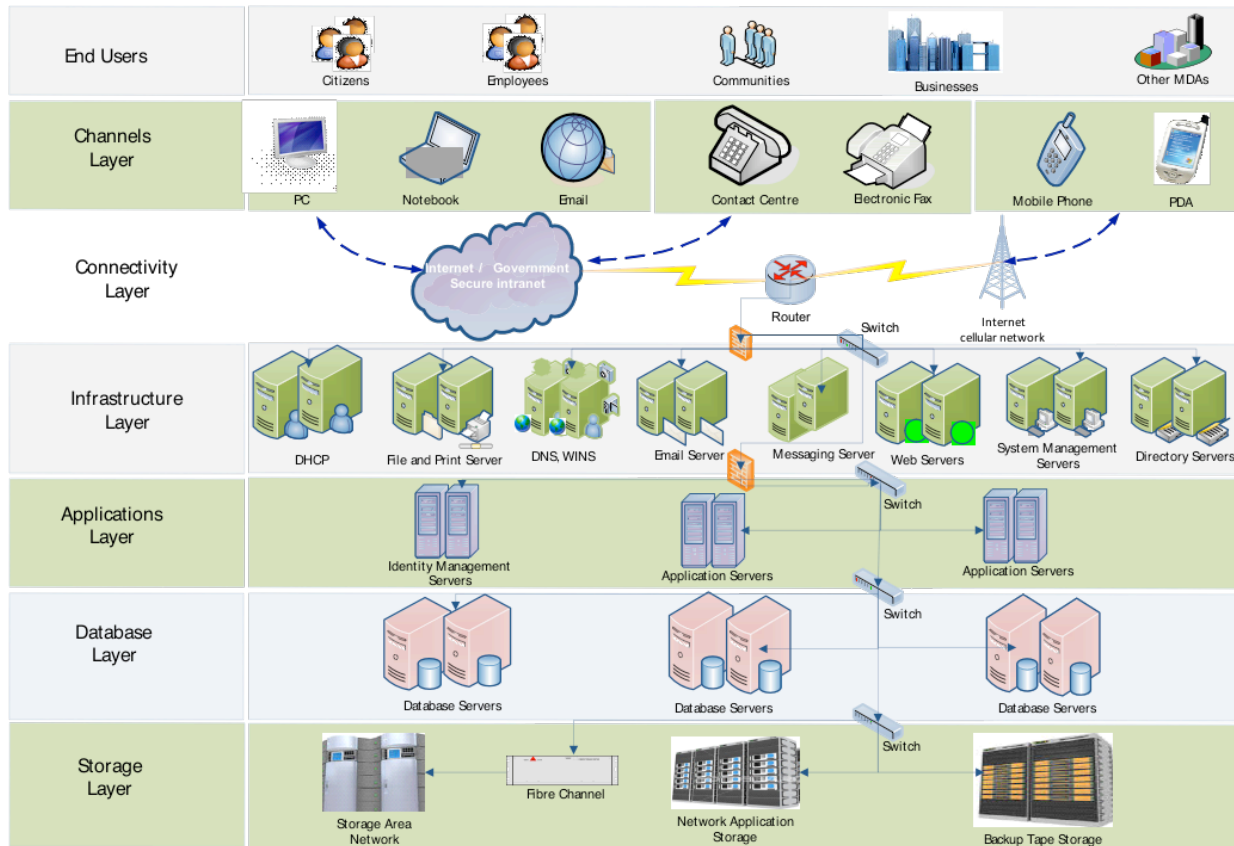 End Users
Citizens
Employees
Communities
Businesses
Other MDAs
Channels
Layer
PC
Notebook
Email
Contact Centre
Electronic Fax
Mobile Phone
PDA
Connectivity
Layer
Internet / Government
Secure intranet
Router
Internet
cellular network
Switch
Infrastructure
Layer
DHCP
File and Print Server
DNS, WINS
Email Server
Messaging Server
Web Servers
System Management
Servers
Directory Servers
Applications
Layer
Switch
Identity Management
Servers
Application Servers
Application Servers
Database
Layer
Switch
Database Servers
Database Servers
Database Servers
Storage
Layer
Switch
Fibre Channel
Storage Area
Network
Network Application
Storage
Backup Tape Storage